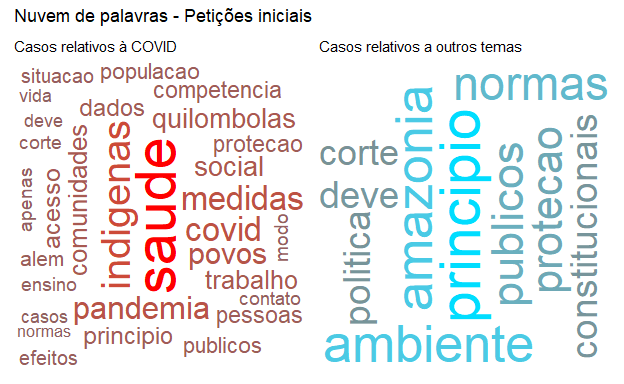 Nuvem de palavras - Petições iniciais
Casos relativos à COVID
situacao
populacao
vida
competencia
dados
deve
quilombolas
corte
protecao
comunidades
indigenas
saude
social
apenas
acesso
medidas
covid
modo
povos
alem
trabalho
ensino
contato
pandemia
pessoas
casos
normas
principio
publicos
efeitos
Casos relativos a outros temas
normas
amazonia
principio
corte
publicos
protecao
constitucionais
deve
politica
ambiente